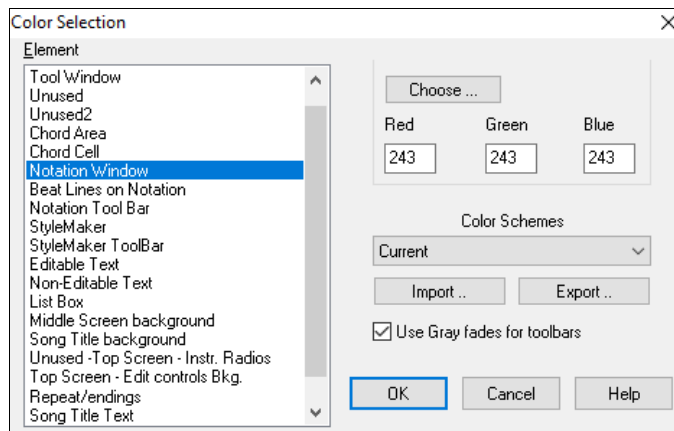 Color Selection
Element
Tool Window
Unused
Unused2
Chord Area
Chord Cell
Notation Window
Beat Lines on Notation
Notation Tool Bar
StyleMaker
StyleMaker ToolBar
Editable Text
Non-Editable Text
List Box
Middle Screen background
Song Title background
Unused -Top Screen - Instr. Radios
Top Screen - Edit controls Bkg.
Repeat/endings
Song Title Text
Choose ...
Red Green Blue
243 243 243
Color Schemes
Current
Import .. Export ..
Use Gray fades for toolbars
OK Cancel Help